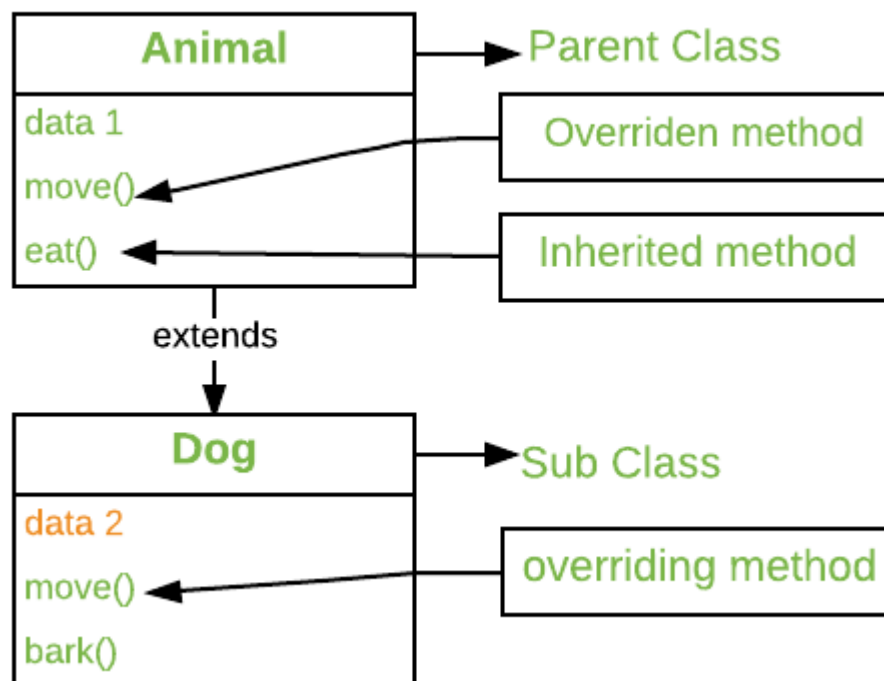 Animal
Parent Class
data 1
Overriden method
move()
eat()
Inherited method
extends
Dog
Sub Class
data 2
move()
overriding method
bark()